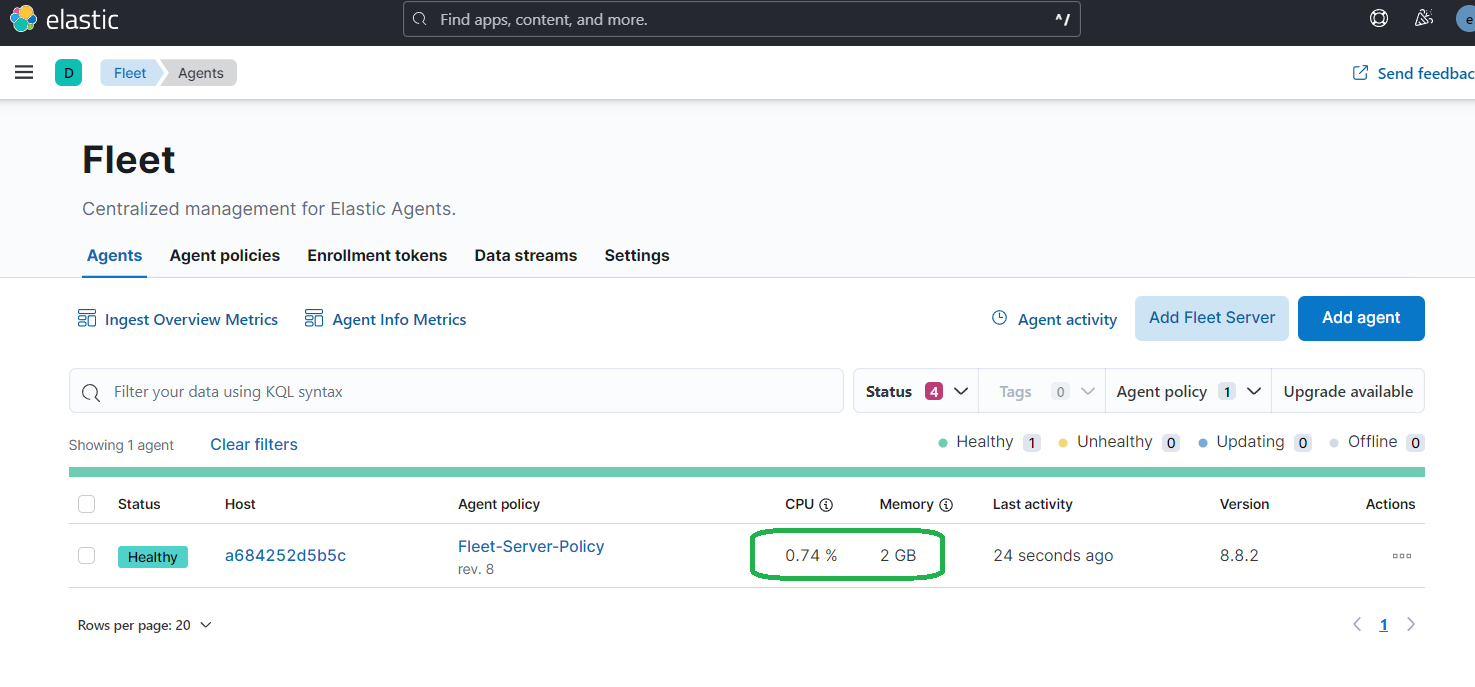 elastic
Find apps, content, and more.
^/
e
D
Fleet
Agents
Send feedbac
Fleet
Centralized management for Elastic Agents.
Agents
Agent policies
Enrollment tokens
Data streams
Settings
Ingest Overview Metrics
Agent Info Metrics
Agent activity
Add Fleet Server
Add agent
Filter your data using KQL syntax
Status 4
Tags 0
Agent policy 1
Upgrade available
Showing 1 agent
Clear filters
Healthy 1
Unhealthy 0
Updating 0
Offline 0
Status
Host
Agent policy
CPU
Memory
Last activity
Version
Actions
Healthy
a684252d5b5c
Fleet-Server-Policy
rev. 8
0.74 %
2 GB
24 seconds ago
8.8.2
Rows per page: 20
1